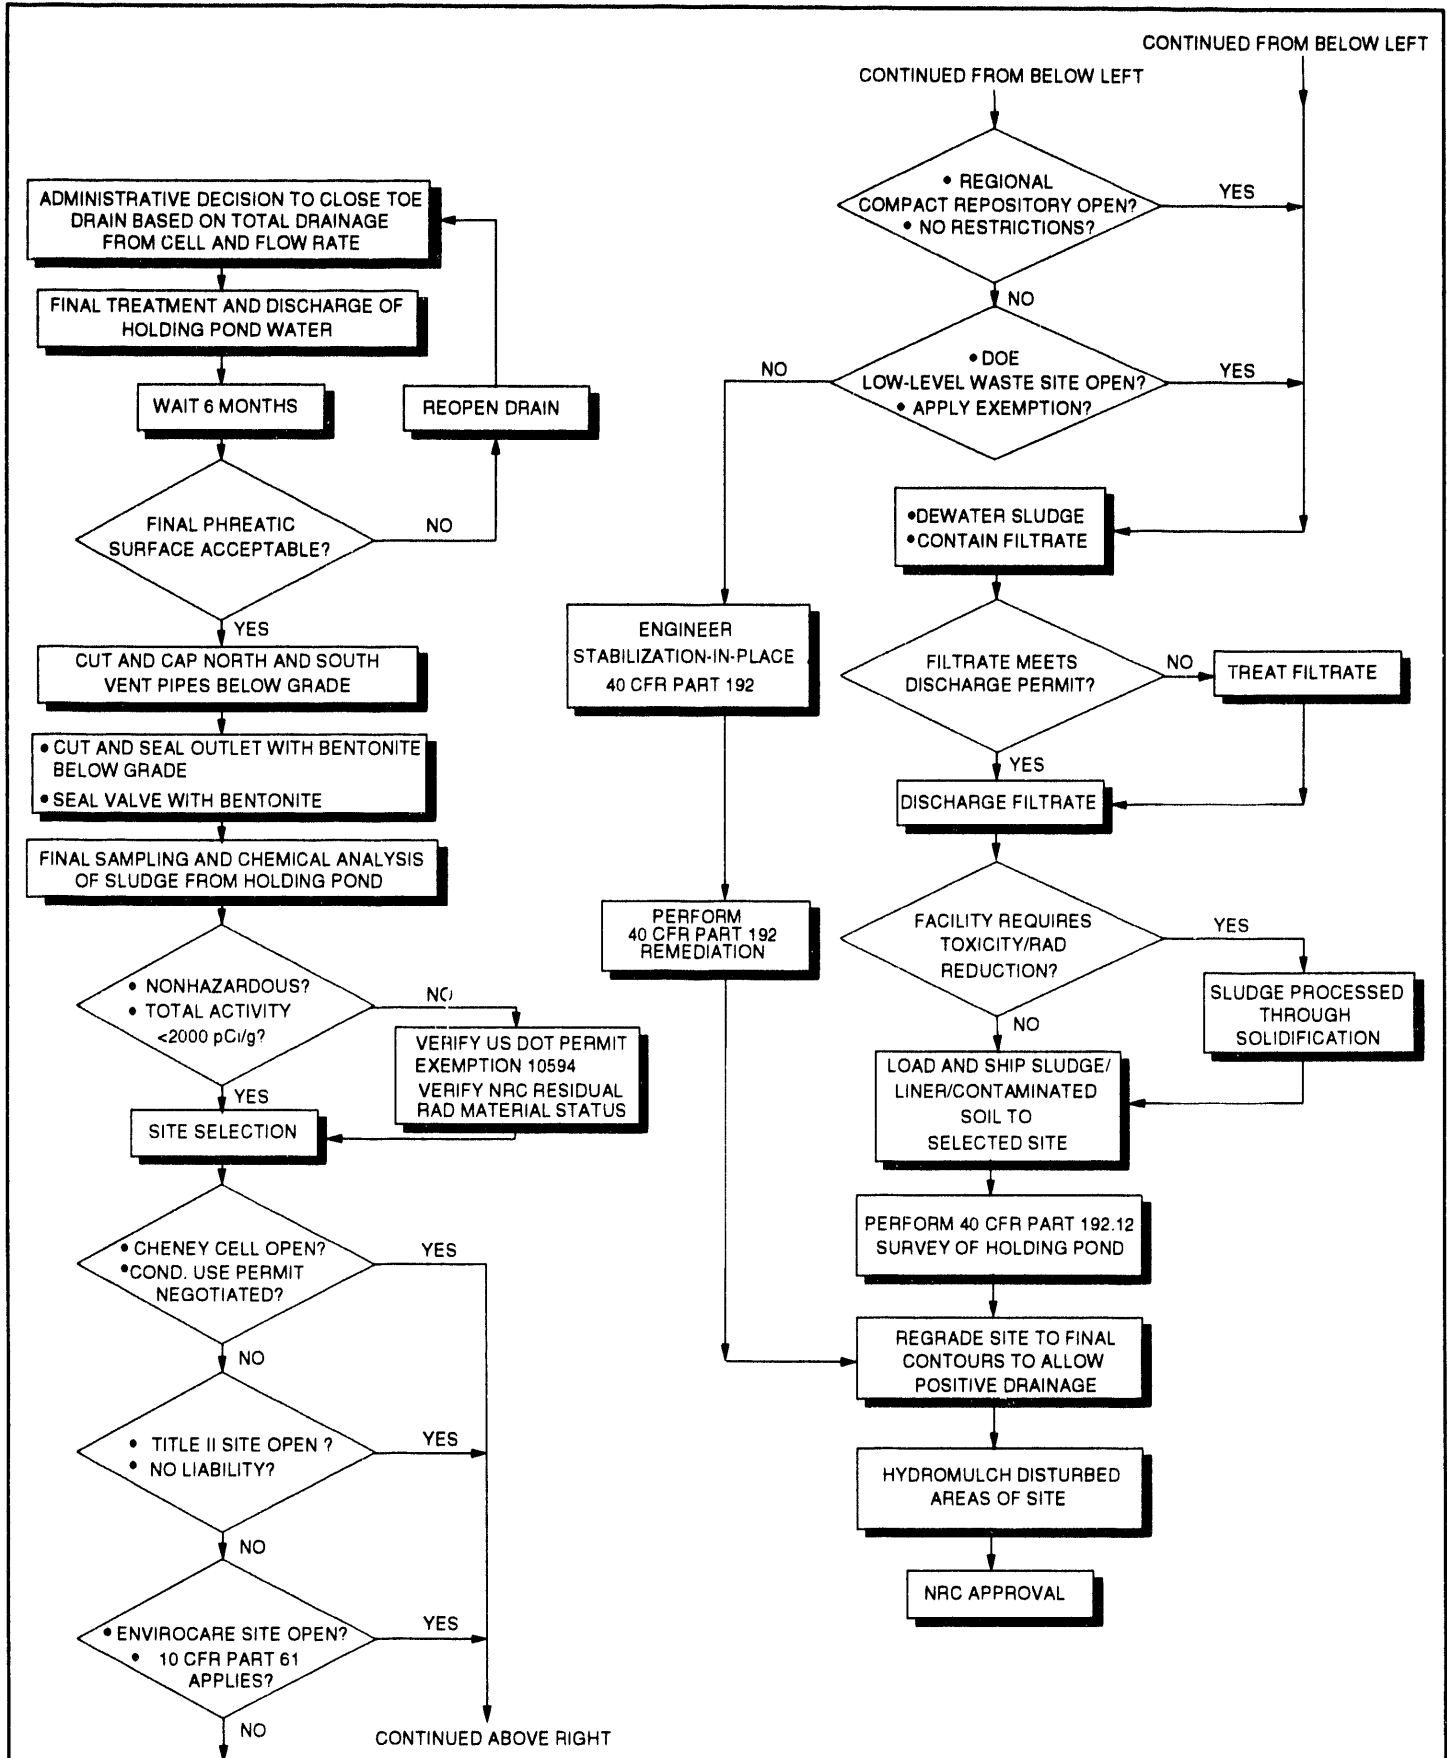 ADMINISTRATIVE DECISION TO CLOSE TOE
DRAIN BASED ON TOTAL DRAINAGE
FROM CELL AND FLOW RATE
FINAL TREATMENT AND DISCHARGE OF
HOLDING POND WATER
WAIT 6 MONTHS
REOPEN DRAIN
FINAL PHREATIC
SURFACE ACCEPTABLE?
NO
YES
CUT AND CAP NORTH AND SOUTH
VENT PIPES BELOW GRADE
• CUT AND SEAL OUTLET WITH BENTONITE
BELOW GRADE
• SEAL VALVE WITH BENTONITE
FINAL SAMPLING AND CHEMICAL ANALYSIS
OF SLUDGE FROM HOLDING POND
• NONHAZARDOUS?
• TOTAL ACTIVITY
<2000 pCi/g?
NO
VERIFY US DOT PERMIT
EXEMPTION 10594
VERIFY NRC RESIDUAL
RAD MATERIAL STATUS
YES
SITE SELECTION
• CHENEY CELL OPEN?
• COND. USE PERMIT
NEGOTIATED?
YES
NO
• TITLE II SITE OPEN ?
• NO LIABILITY?
YES
NO
• ENVIROCARE SITE OPEN?
• 10 CFR PART 61
APPLIES?
YES
NO
CONTINUED ABOVE RIGHT
CONTINUED FROM BELOW LEFT
CONTINUED FROM BELOW LEFT
• REGIONAL
COMPACT REPOSITORY OPEN?
• NO RESTRICTIONS?
YES
NO
• DOE
LOW-LEVEL WASTE SITE OPEN?
• APPLY EXEMPTION?
NO
YES
• DEWATER SLUDGE
• CONTAIN FILTRATE
ENGINEER
STABILIZATION-IN-PLACE
40 CFR PART 192
FILTRATE MEETS
DISCHARGE PERMIT?
NO
TREAT FILTRATE
YES
DISCHARGE FILTRATE
PERFORM
40 CFR PART 192
REMEDIATION
FACILITY REQUIRES
TOXICITY/RAD
REDUCTION?
YES
SLUDGE PROCESSED
THROUGH
SOLIDIFICATION
NO
LOAD AND SHIP SLUDGE/
LINER/CONTAMINATED
SOIL TO
SELECTED SITE
PERFORM 40 CFR PART 192.12
SURVEY OF HOLDING POND
REGRADE SITE TO FINAL
CONTOURS TO ALLOW
POSITIVE DRAINAGE
HYDROMULCH DISTURBED
AREAS OF SITE
NRC APPROVAL